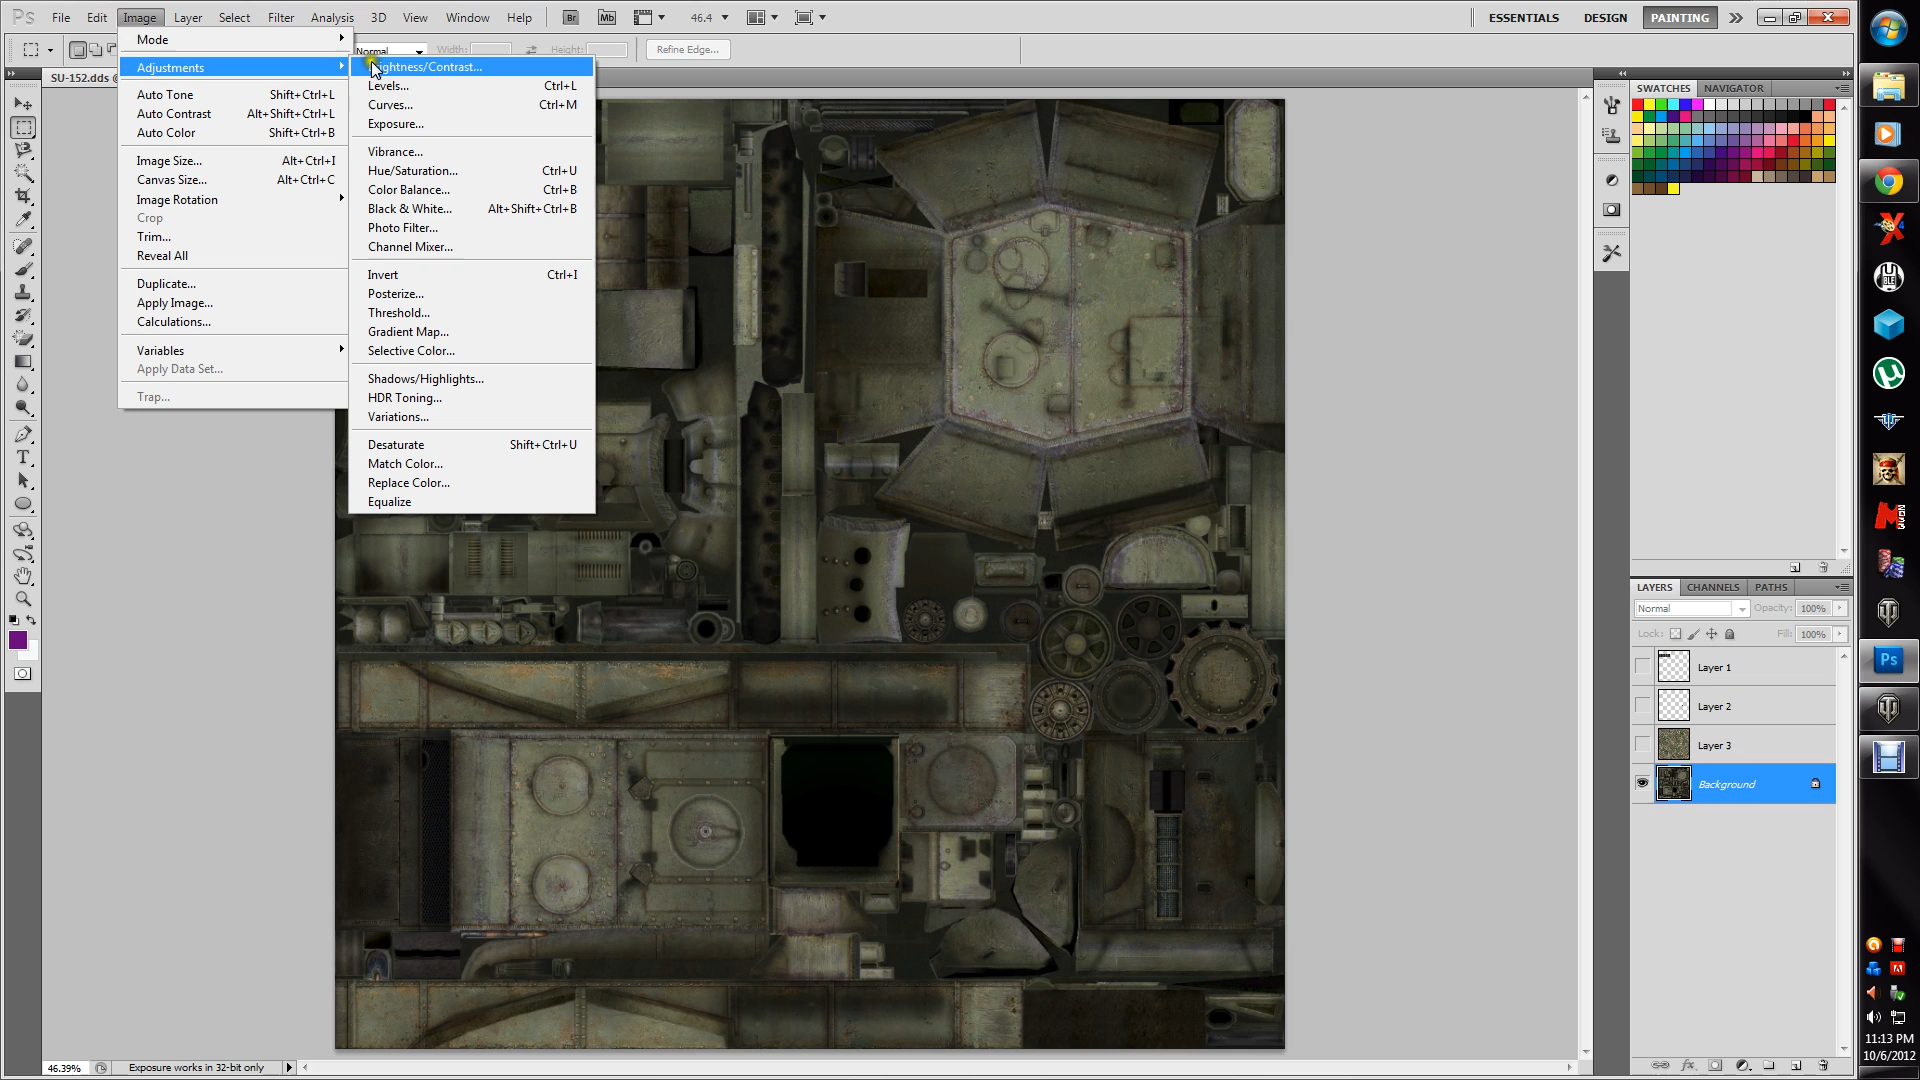 Ps File Edit Image Layer Select Filter Analysis 3D View Window Help Br Mb 46.4 ESSENTIALS DESIGN PAINTING
Normal Width: Height: Refine Edge...
SU-152.dds @
Mode
Adjustments
Auto Tone Shift+Ctrl+L
Auto Contrast Alt+Shift+Ctrl+L
Auto Color Shift+Ctrl+B
Image Size... Alt+Ctrl+I
Canvas Size... Alt+Ctrl+C
Image Rotation
Crop
Trim...
Reveal All
Duplicate...
Apply Image...
Calculations...
Variables
Apply Data Set...
Trap...
ightness/Contrast...
Levels... Ctrl+L
Curves... Ctrl+M
Exposure...
Vibrance...
Hue/Saturation... Ctrl+U
Color Balance... Ctrl+B
Black & White... Alt+Shift+Ctrl+B
Photo Filter...
Channel Mixer...
Invert Ctrl+I
Posterize...
Threshold...
Gradient Map...
Selective Color...
Shadows/Highlights...
HDR Toning...
Variations...
Desaturate Shift+Ctrl+U
Match Color...
Replace Color...
Equalize
SWATCHES NAVIGATOR
LAYERS CHANNELS PATHS
Normal Opacity: 100%
Lock: Fill: 100%
Layer 1
Layer 2
Layer 3
Background
46.39% Exposure works in 32-bit only
Ps
11:13 PM
10/6/2012